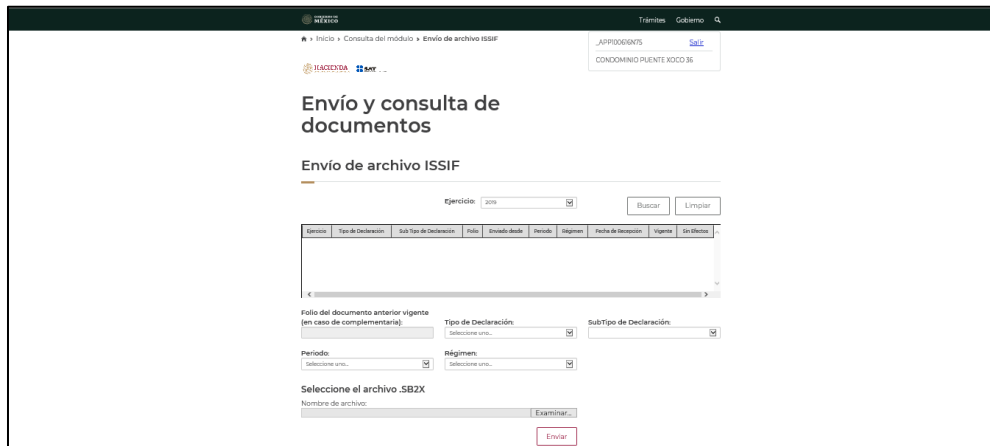 GOBIERNO DE
MÉXICO
Trámites Gobierno
> Inicio > Consulta del módulo > Envío de archivo ISSIF
_APP100616N75 Salir
CONDOMINIO PUENTE XOCO 36
HACIENDA SAT
Envío y consulta de
documentos
Envío de archivo ISSIF
Ejercicio: 2019
Buscar Limpiar
Ejercicio Tipo de Declaración Sub Tipo de Declaración Folio Enviado desde Periodo Régimen Fecha de Recepción Vigente Sin Efectos
Folio del documento anterior vigente
(en caso de complementaria): Tipo de Declaración: SubTipo de Declaración:
Seleccione uno...
Periodo: Régimen:
Seleccione uno... Seleccione uno...
Seleccione el archivo .SB2X
Nombre de archivo:
Examinar...
Enviar